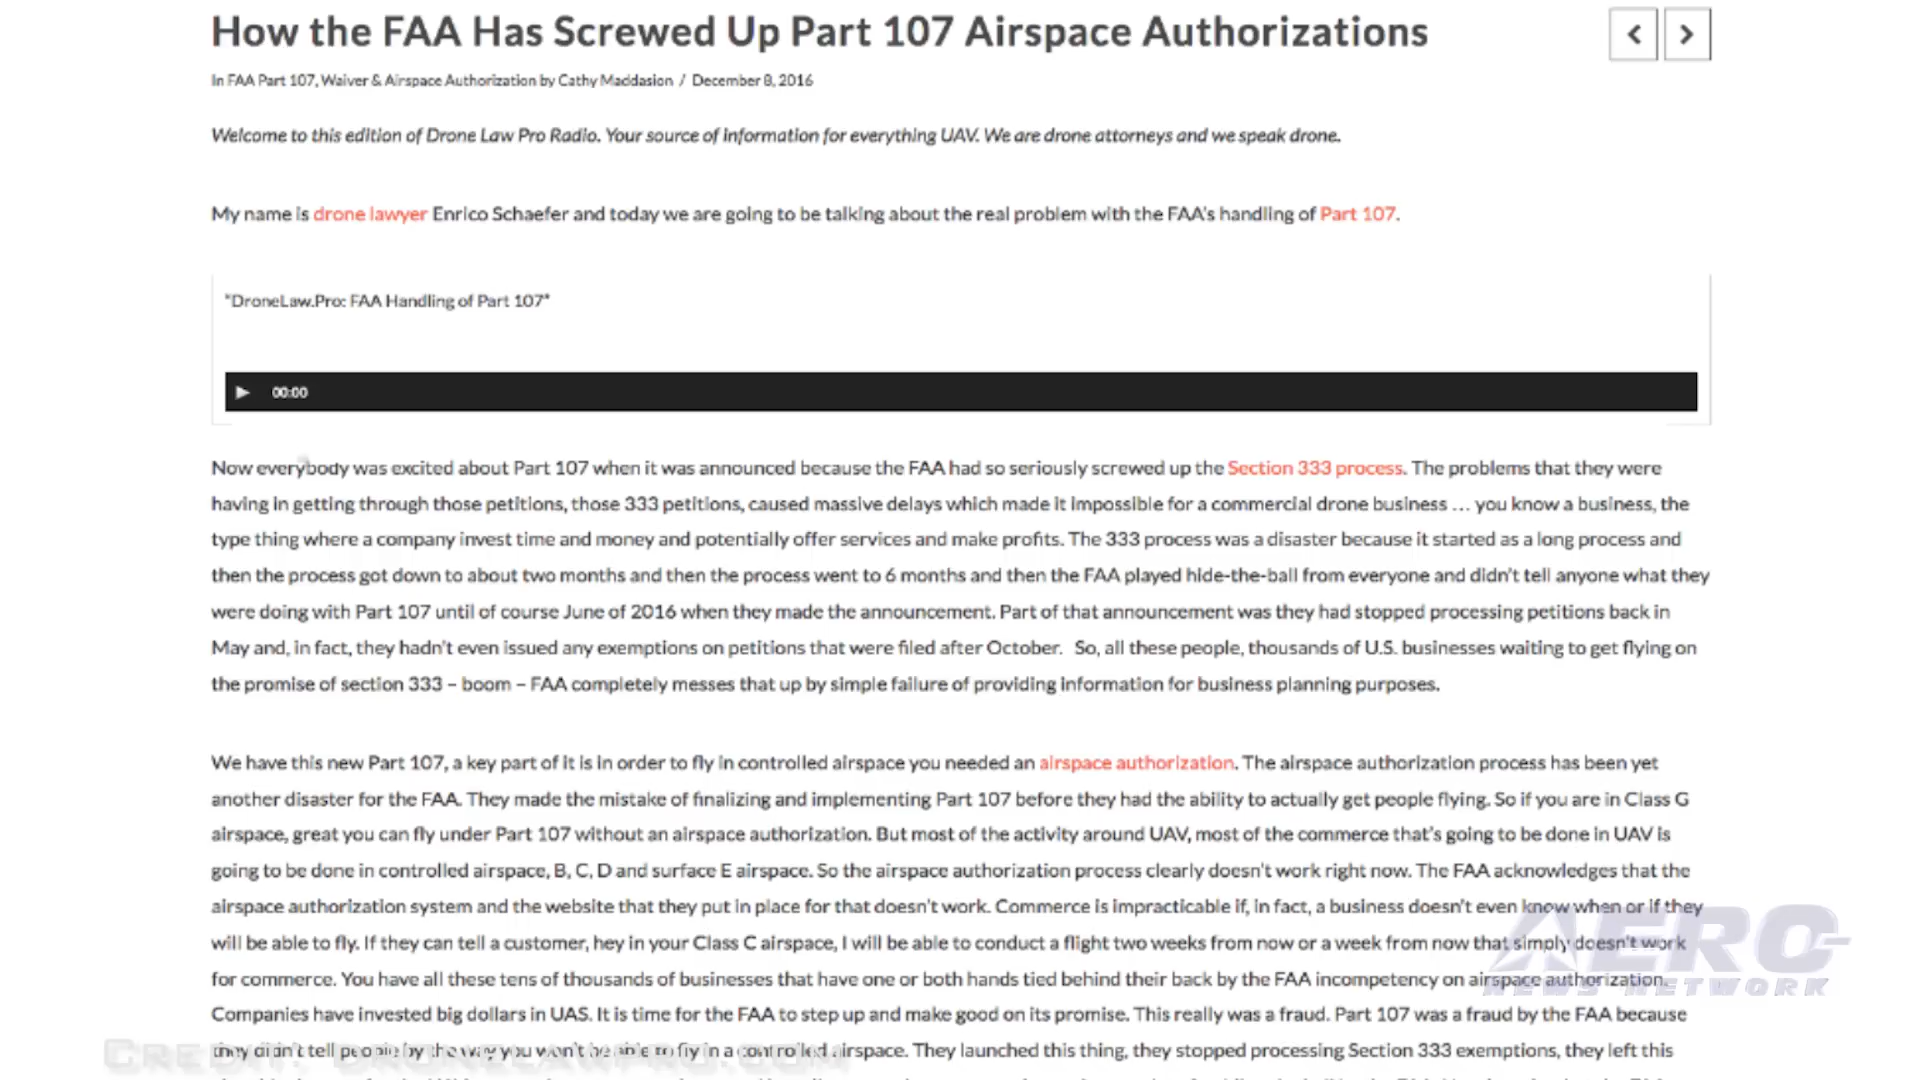 How the FAA Has Screwed Up Part 107 Airspace Authorizations
In FAA Part 107, Waiver & Airspace Authorization by Cathy Maddasion / December 8, 2016
Welcome to this edition of Drone Law Pro Radio. Your source of information for everything UAV. We are drone attorneys and we speak drone.
My name is drone lawyer Enrico Schaefer and today we are going to be talking about the real problem with the FAA's handling of Part 107.
"DroneLaw.Pro: FAA Handling of Part 107"
00:00
Now everybody was excited about Part 107 when it was announced because the FAA had so seriously screwed up the Section 333 process. The problems that they were
having in getting through those petitions, those 333 petitions, caused massive delays which made it impossible for a commercial drone business … you know a business, the
type thing where a company invest time and money and potentially offer services and make profits. The 333 process was a disaster because it started as a long process and
then the process got down to about two months and then the process went to 6 months and then the FAA played hide-the-ball from everyone and didn't tell anyone what they
were doing with Part 107 until of course June of 2016 when they made the announcement. Part of that announcement was they had stopped processing petitions back in
May and, in fact, they hadn't even issued any exemptions on petitions that were filed after October. So, all these people, thousands of U.S. businesses waiting to get flying on
the promise of section 333 – boom – FAA completely messes that up by simple failure of providing information for business planning purposes.
We have this new Part 107, a key part of it is in order to fly in controlled airspace you needed an airspace authorization. The airspace authorization process has been yet
another disaster for the FAA. They made the mistake of finalizing and implementing Part 107 before they had the ability to actually get people flying. So if you are in Class G
airspace, great you can fly under Part 107 without an airspace authorization. But most of the activity around UAV, most of the commerce that's going to be done in UAV is
going to be done in controlled airspace, B, C, D and surface E airspace. So the airspace authorization process clearly doesn't work right now. The FAA acknowledges that the
airspace authorization system and the website that they put in place for that doesn't work. Commerce is impracticable if, in fact, a business doesn't even know when or if they
will be able to fly. If they can tell a customer, hey in your Class C airspace, I will be able to conduct a flight two weeks from now or a week from now that simply doesn't work
for commerce. You have all these tens of thousands of businesses that have one or both hands tied behind their back by the FAA incompetency on airspace authorization.
Companies have invested big dollars in UAS. It is time for the FAA to step up and make good on its promise. This really was a fraud. Part 107 was a fraud by the FAA because
they didn't tell people by the way you won't be able to fly in a controlled airspace. They launched this thing, they stopped processing Section 333 exemptions, they left this
AERO
NEWS NETWORK
CREDIT: DRONELAWPRO.COM